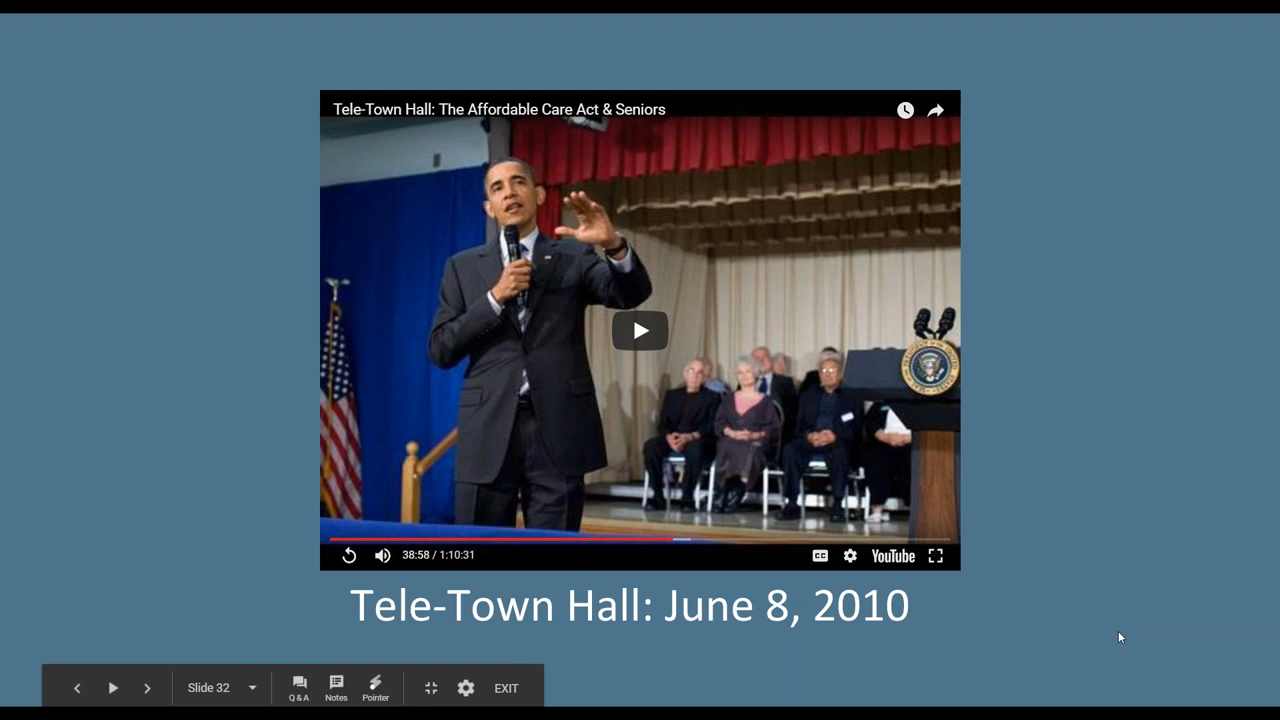 Tele-Town Hall: The Affordable Care Act & Seniors
38:58 / 1:10:31
CC
YouTube
Tele-Town Hall: June 8, 2010
Slide 32
Q & A
Notes
Pointer
EXIT